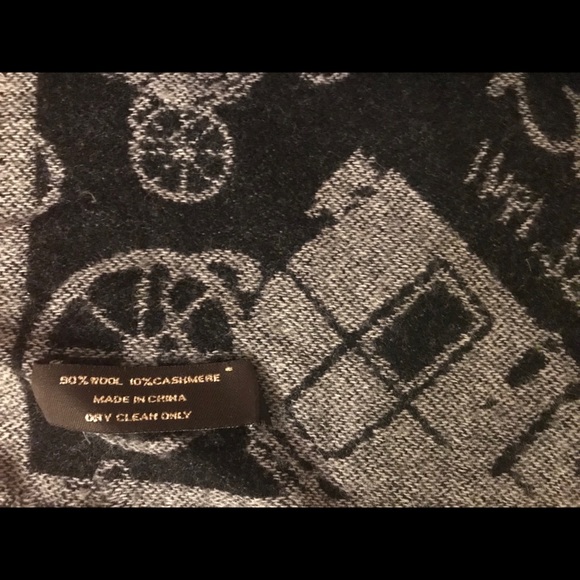 90%WOOL 10%CASHMERE
MADE IN CHINA
DRY CLEAN ONLY